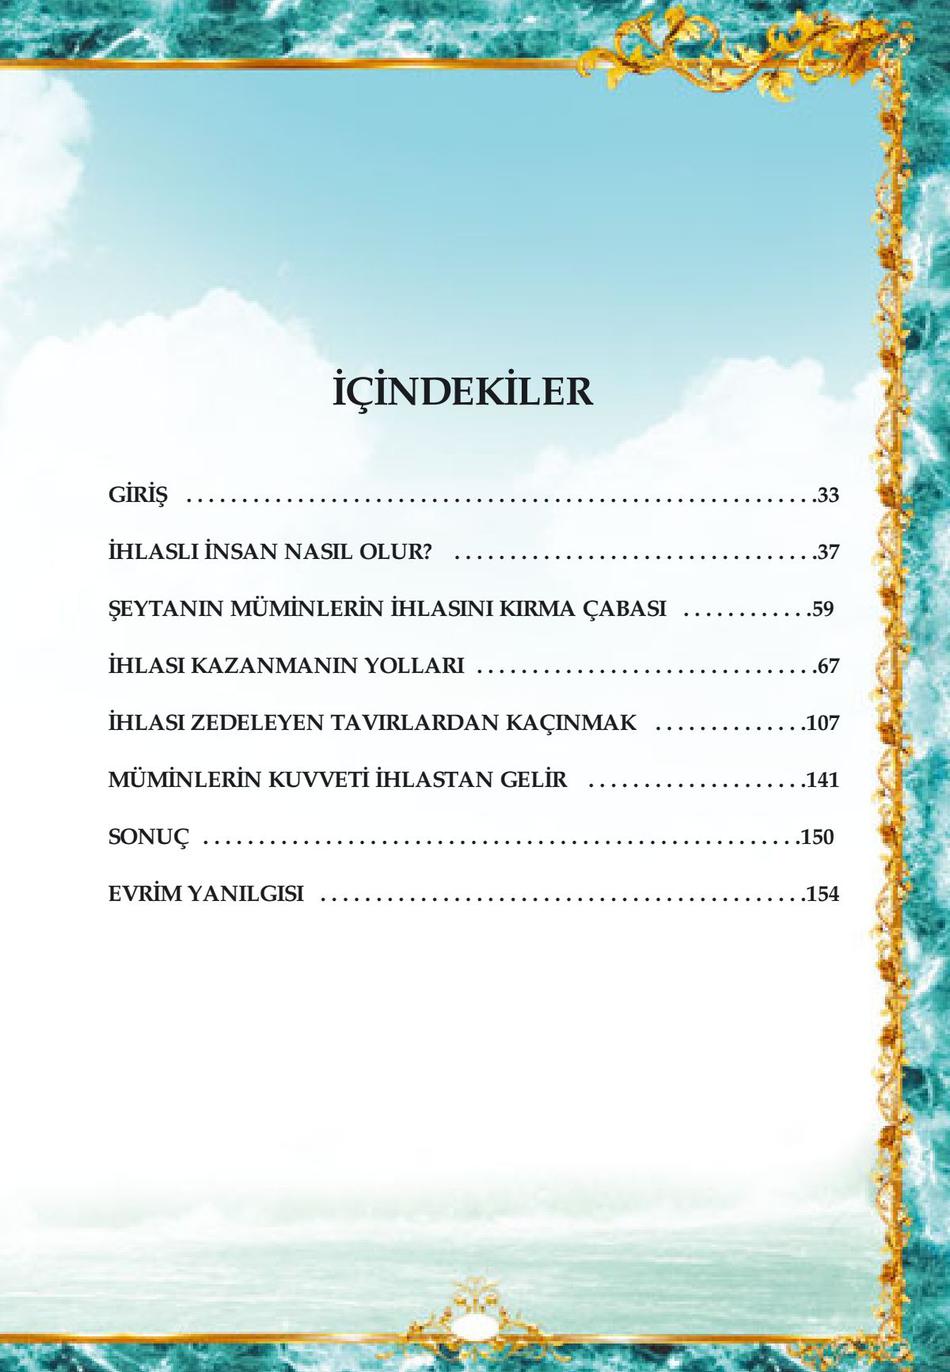 İÇİNDEKİLER
GİRİŞ . . . . . . . . . . . . . . . . . . . . . . . . . . . . . . . . . . . . . . . . . . . . . . . . . . . . . . . . .33
İHLASLI İNSAN NASIL OLUR? . . . . . . . . . . . . . . . . . . . . . . . . . . . . . . . . .37
ŞEYTANIN MÜMİNLERİN İHLASINI KIRMA ÇABASI . . . . . . . . . . . .59
İHLASI KAZANMANIN YOLLARI . . . . . . . . . . . . . . . . . . . . . . . . . . . . . . .67
İHLASI ZEDELEYEN TAVIRLARDAN KAÇINMAK . . . . . . . . . . . . . .107
MÜMİNLERİN KUVVETİ İHLASTAN GELİR . . . . . . . . . . . . . . . . . . . .141
SONUÇ . . . . . . . . . . . . . . . . . . . . . . . . . . . . . . . . . . . . . . . . . . . . . . . . . . . . . .150
EVRİM YANILGISI . . . . . . . . . . . . . . . . . . . . . . . . . . . . . . . . . . . . . . . . . . . .154